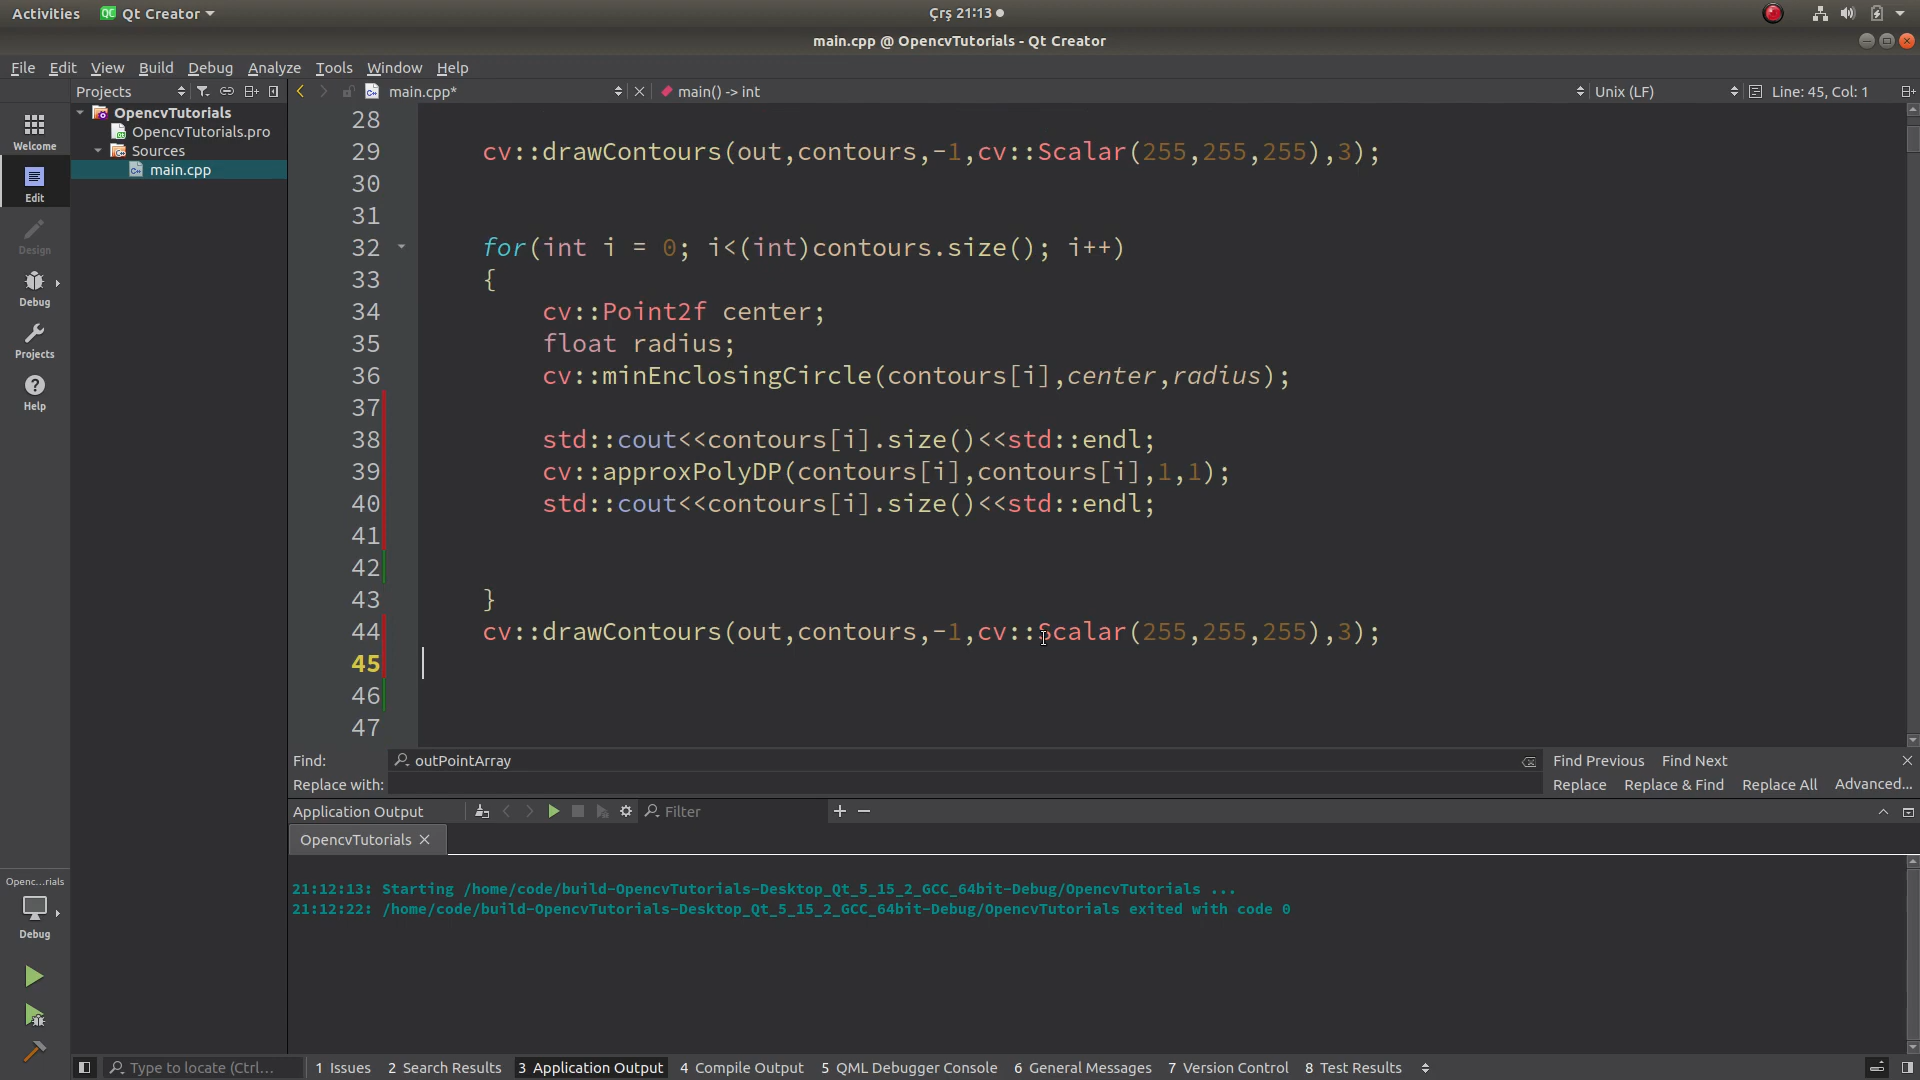 Activities Qt Creator Çrş 21:13
main.cpp @ OpencvTutorials - Qt Creator
File Edit View Build Debug Analyze Tools Window Help
Projects main.cpp* main() -> int Unix (LF) Line: 45, Col: 1
OpencvTutorials
OpencvTutorials.pro
Sources
main.cpp
Welcome
Edit
Design
Debug
Projects
Help
28
29 cv::drawContours(out,contours,-1,cv::Scalar(255,255,255),3);
30
31
32 for(int i = 0; i<(int)contours.size(); i++)
33 {
34 cv::Point2f center;
35 float radius;
36 cv::minEnclosingCircle(contours[i],center,radius);
37
38 std::cout<<contours[i].size()<<std::endl;
39 cv::approxPolyDP(contours[i],contours[i],1,1);
40 std::cout<<contours[i].size()<<std::endl;
41
42
43 }
44 cv::drawContours(out,contours,-1,cv::Scalar(255,255,255),3);
45
46
47
Find: outPointArray Find Previous Find Next
Replace with: Replace Replace & Find Replace All Advanced...
Application Output Filter
OpencvTutorials
21:12:13: Starting /home/code/build-OpencvTutorials-Desktop_Qt_5_15_2_GCC_64bit-Debug/OpencvTutorials ...
21:12:22: /home/code/build-OpencvTutorials-Desktop_Qt_5_15_2_GCC_64bit-Debug/OpencvTutorials exited with code 0
Openc...rials
Debug
Type to locate (Ctrl... 1 Issues 2 Search Results 3 Application Output 4 Compile Output 5 QML Debugger Console 6 General Messages 7 Version Control 8 Test Results